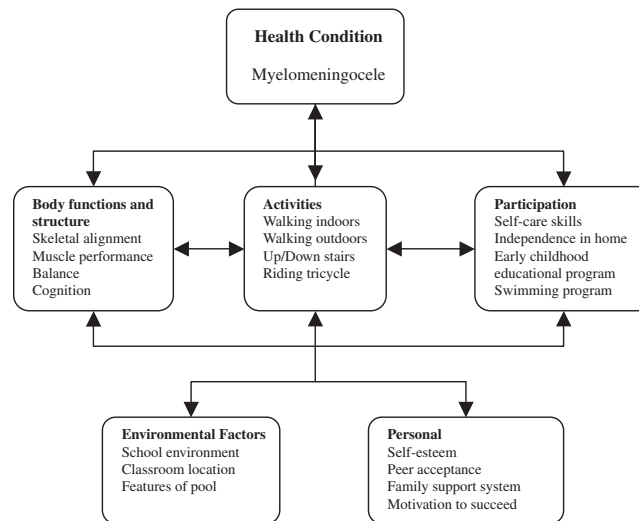 Health Condition
Myelomeningocele
Body functions and
structure
Skeletal alignment
Muscle performance
Balance
Cognition
Activities
Walking indoors
Walking outdoors
Up/Down stairs
Riding tricycle
Participation
Self-care skills
Independence in home
Early childhood
educational program
Swimming program
Environmental Factors
School environment
Classroom location
Features of pool
Personal
Self-esteem
Peer acceptance
Family support system
Motivation to succeed